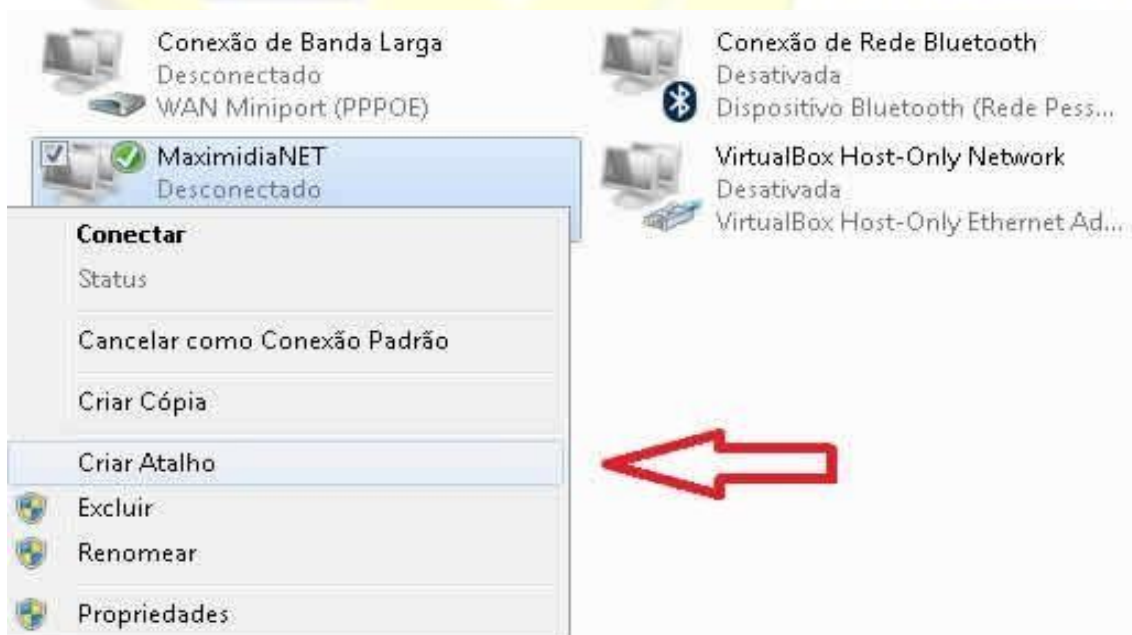 Conexão de Banda Larga
Desconectado
WAN Miniport (PPPOE)
Conexão de Rede Bluetooth
Desativada
Dispositivo Bluetooth (Rede Pess...
MaximidiaNET
Desconectado
VirtualBox Host-Only Network
Desativada
VirtualBox Host-Only Ethernet Ad...
Conectar
Status
Cancelar como Conexão Padrão
Criar Cópia
Criar Atalho
Excluir
Renomear
Propriedades